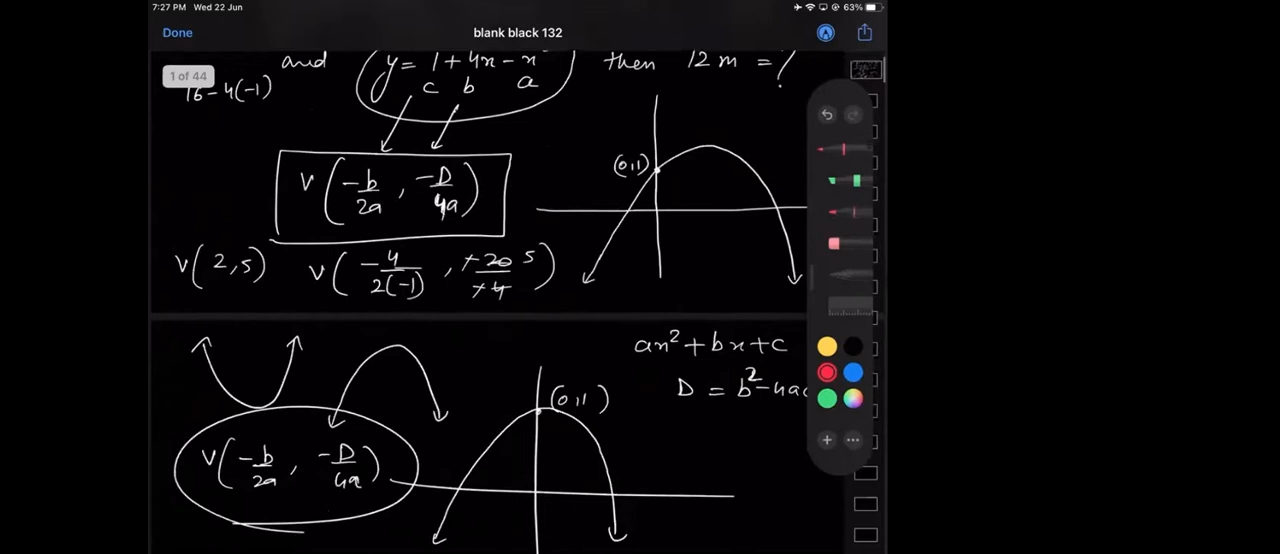 7:27 PM Wed 22 Jun 63%
Done blank black 132
1 of 44
and y = 1 + 4x - x² then 12 m = ?
16 - 4(-1) c b a
(0,1)
V(-b/2a, -D/4a)
V(2,5) V(-4/2(-1), -20/-4 5)
ax² + bx + c
D = b² - 4ac
(0,1)
V(-b/2a, -D/4a)